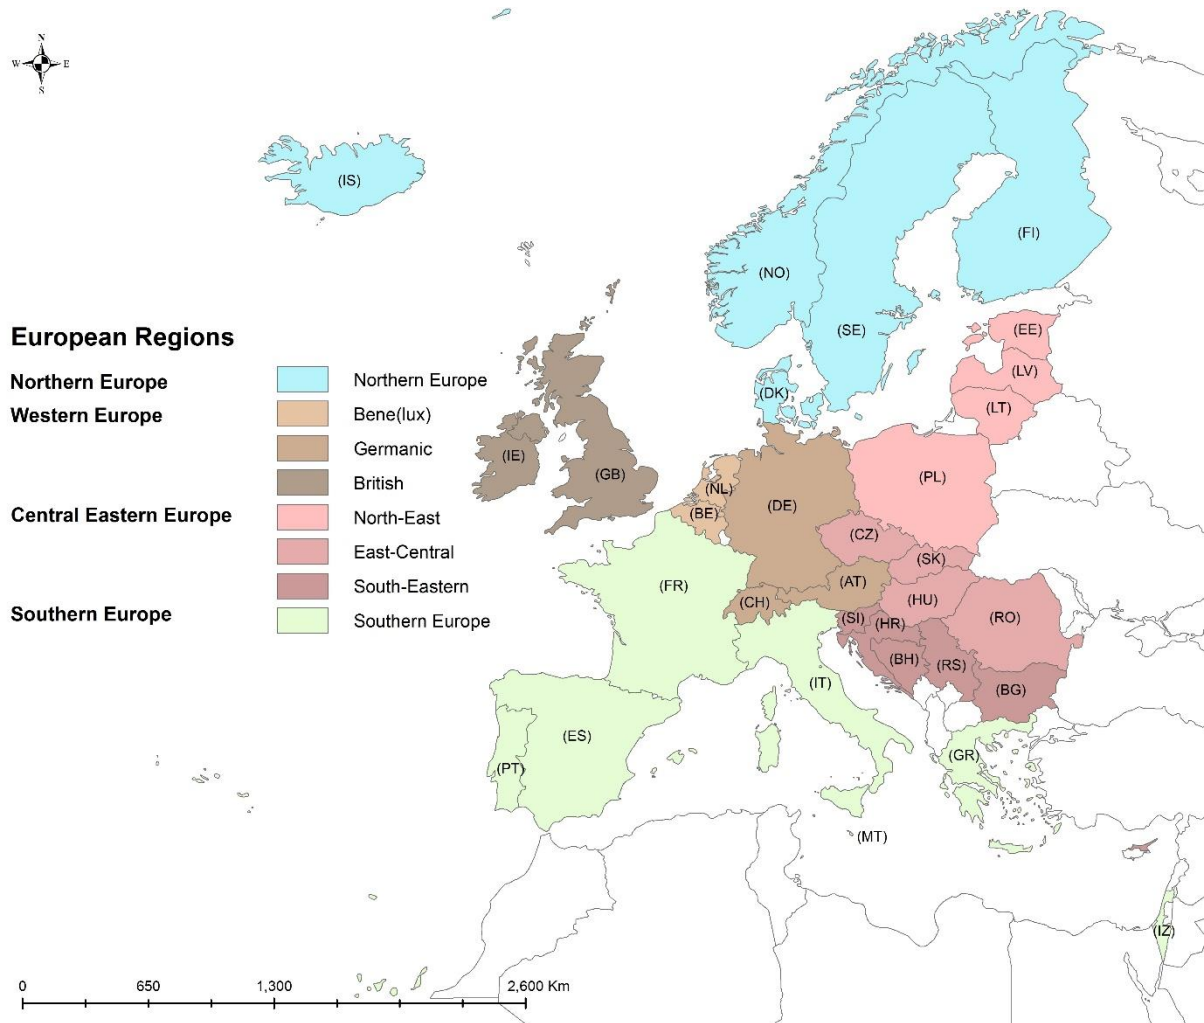 N
W E
S
(IS)
(FI)
(NO)
(SE)
(EE)
(LV)
(DK)
(LT)
European Regions
Northern Europe Northern Europe
Western Europe Bene(lux)
Germanic
British
Central Eastern Europe North-East
East-Central
South-Eastern
Southern Europe Southern Europe
(IE)
(GB)
(NL)
(BE)
(DE)
(PL)
(CZ)
(SK)
(FR)
(AT)
(CH)
(HU)
(SI)
(HR)
(RO)
(BH)
(RS)
(IT)
(BG)
(ES)
(PT)
(GR)
(MT)
(IZ)
0 650 1,300 2,600 Km